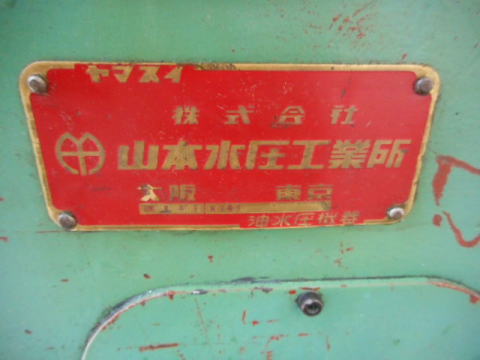 ヤマスイ
株式会社
山本水圧工業所
大阪 東京
油水圧機器